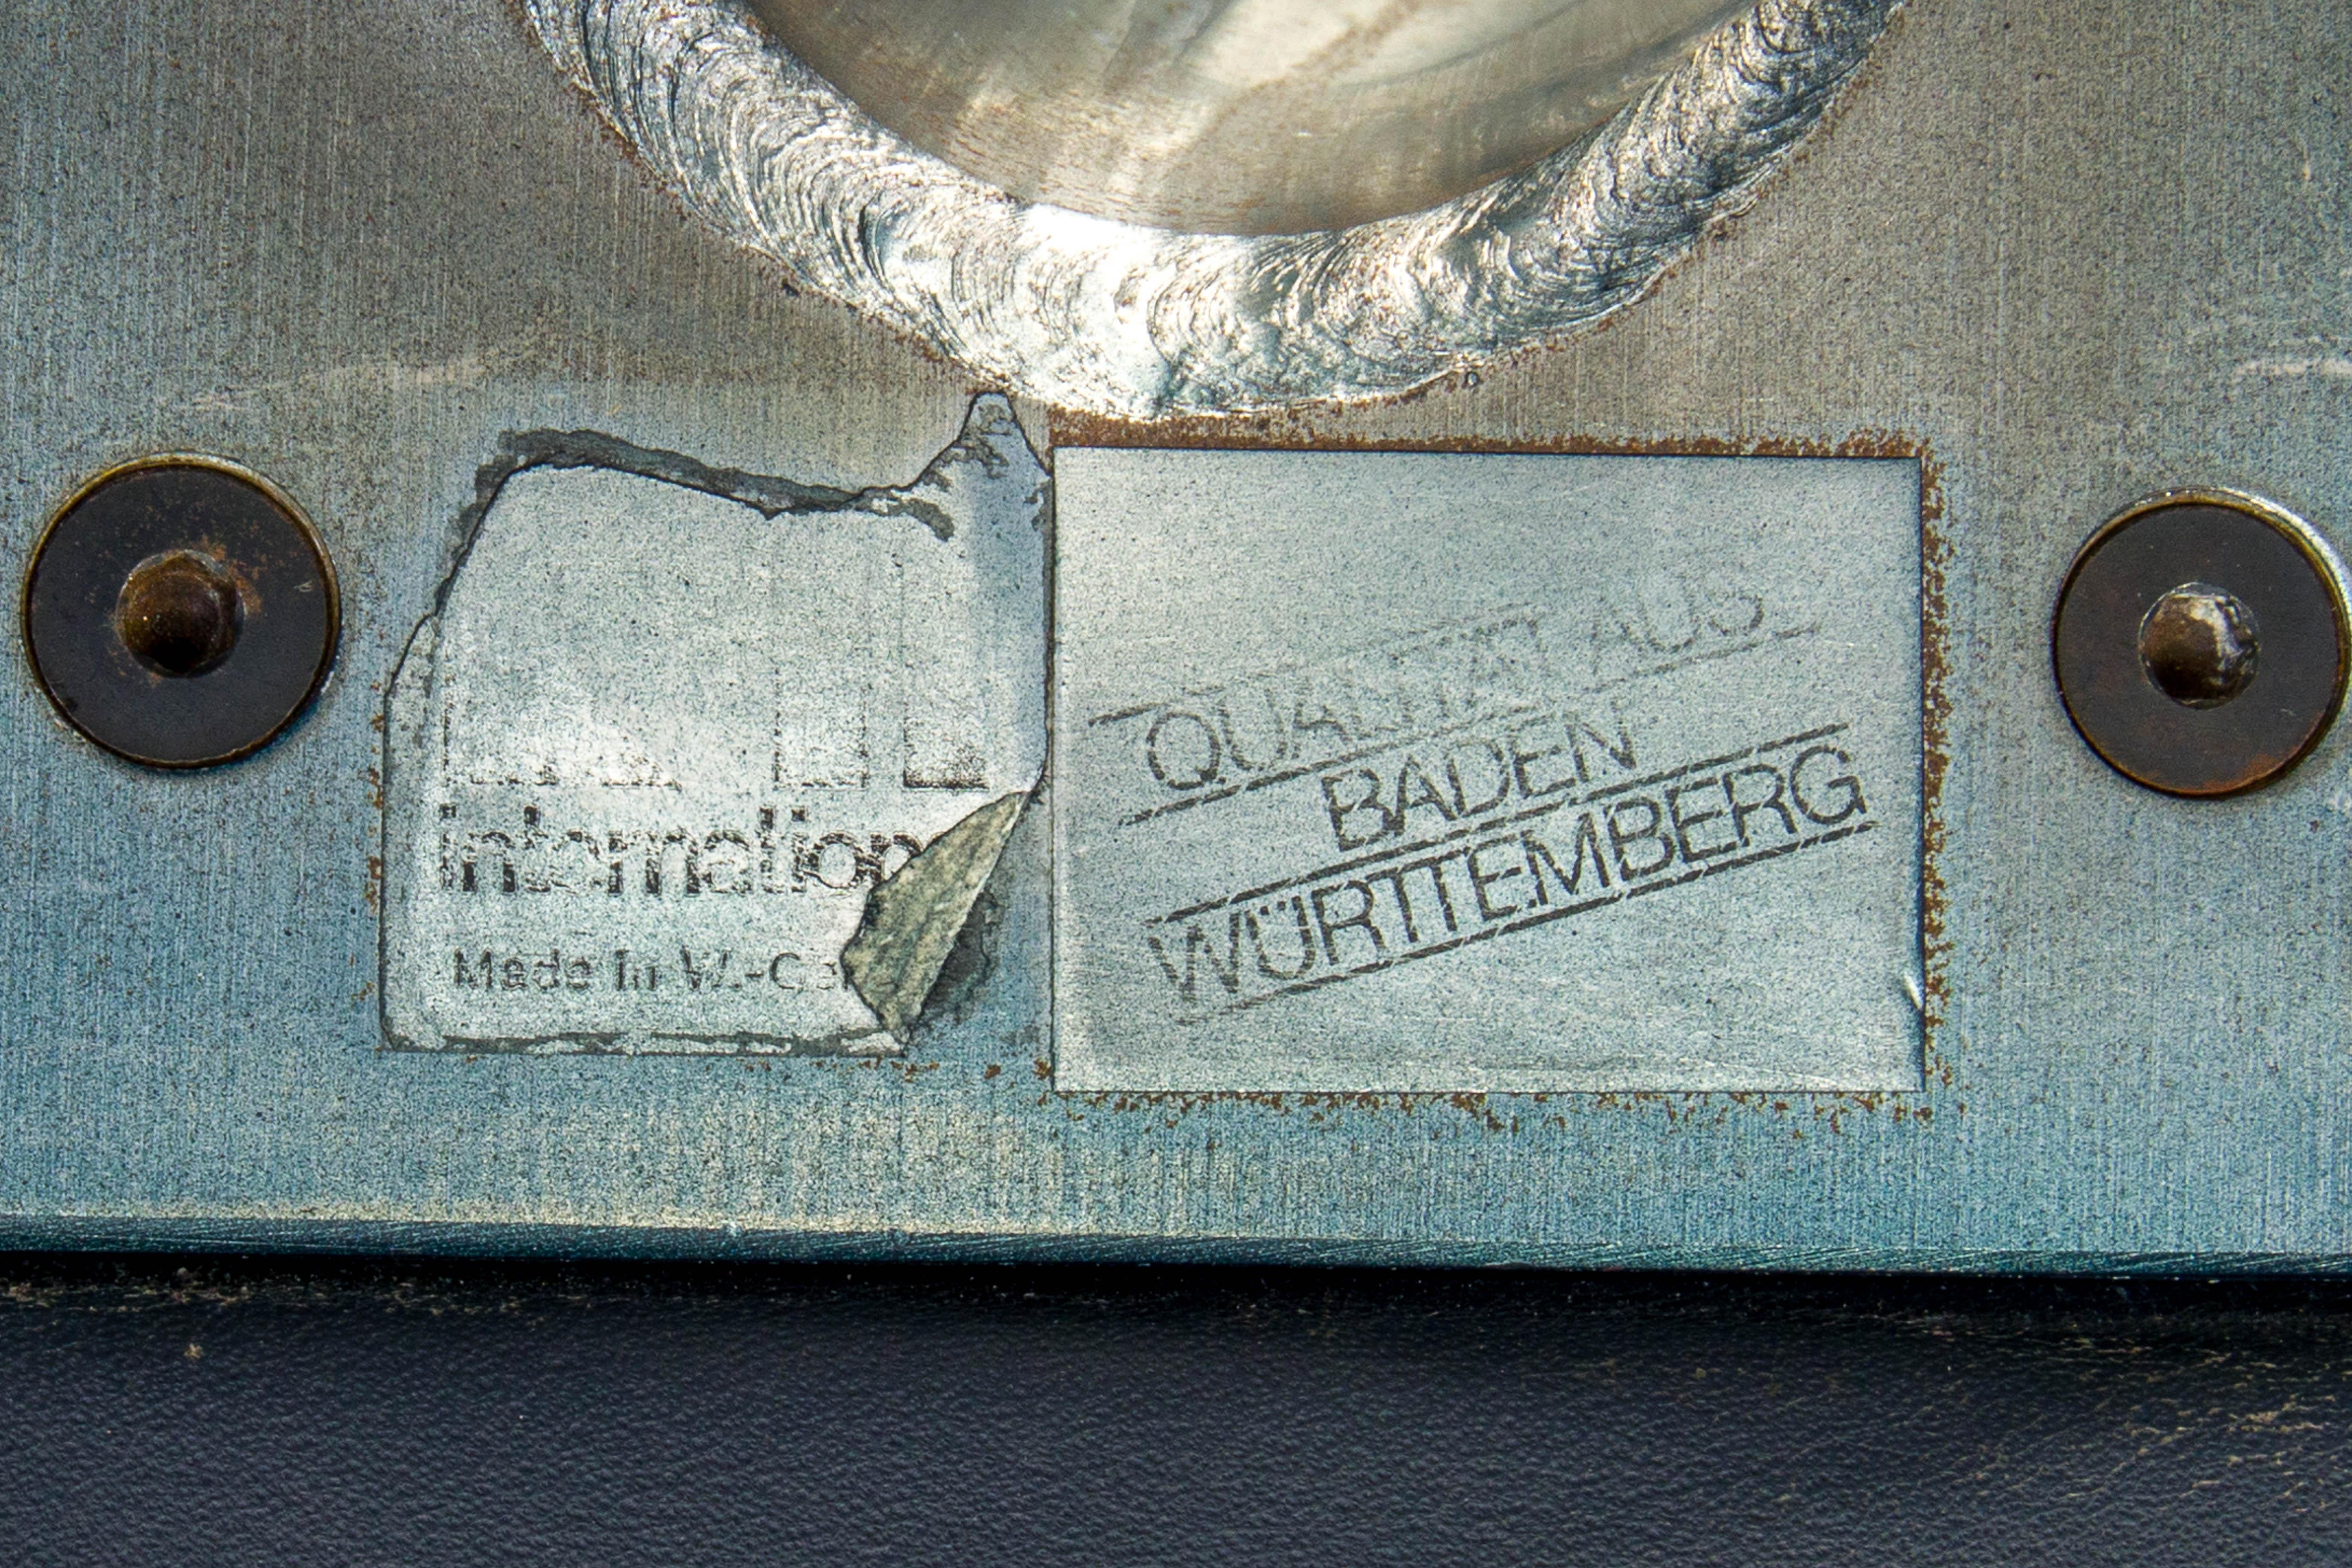 internation
Made in W.-Ge
QUALITÄT AUS
BADEN
WÜRTTEMBERG